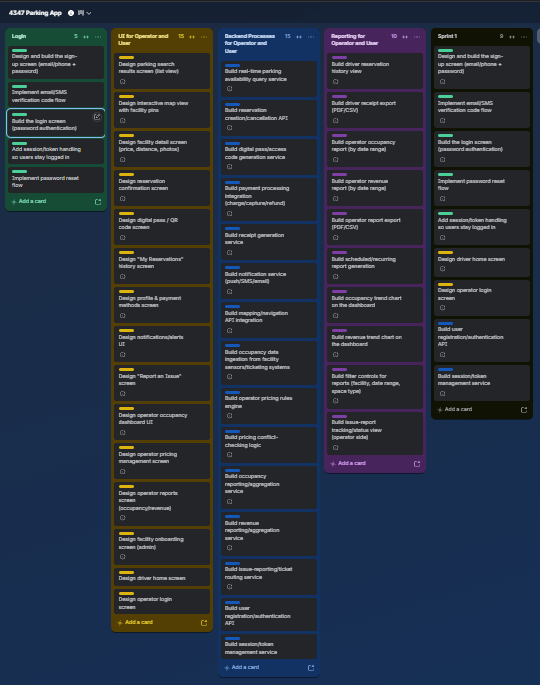 4347 Parking App
Login 5
Design and build the sign-
up screen (email/phone +
password)
Implement email/SMS
verification code flow
Build the login screen
(password authentication)
Add session/token handling
so users stay logged in
Implement password reset
flow
Add a card
UI for Operator and
User
15
Design parking search
results screen (list view)
Design interactive map view
with facility pins
Design facility detail screen
(price, distance, photos)
Design reservation
confirmation screen
Design digital pass / QR
code screen
Design "My Reservations"
history screen
Design profile & payment
methods screen
Design notifications/alerts
UI
Design "Report an Issue"
screen
Design operator occupancy
dashboard UI
Design operator pricing
management screen
Design operator reports
screen
(occupancy/revenue)
Design facility onboarding
screen (admin)
Design driver home screen
Design operator login
screen
Add a card
Backend Processes
for Operator and
User
15
Build real-time parking
availability query service
Build reservation
creation/cancellation API
Build digital pass/access
code generation service
Build payment processing
integration
(charge/capture/refund)
Build receipt generation
service
Build notification service
(push/SMS/email)
Build mapping/navigation
API integration
Build occupancy data
ingestion from facility
sensors/ticketing systems
Build operator pricing rules
engine
Build pricing conflict-
checking logic
Build occupancy
reporting/aggregation
service
Build revenue
reporting/aggregation
service
Build issue-reporting/ticket
routing service
Build user
registration/authentication
API
Build session/token
management service
Add a card
Reporting for
Operator and User
10
Build driver reservation
history view
Build driver receipt export
(PDF/CSV)
Build operator occupancy
report (by date range)
Build operator revenue
report (by date range)
Build operator report export
(PDF/CSV)
Build scheduled/recurring
report generation
Build occupancy trend chart
on the dashboard
Build revenue trend chart on
the dashboard
Build filter controls for
reports (facility, date range,
space type)
Build issue-report
tracking/status view
(operator side)
Add a card
Sprint 1 9
Design and build the sign-
up screen (email/phone +
password)
Implement email/SMS
verification code flow
Build the login screen
(password authentication)
Implement password reset
flow
Add session/token handling
so users stay logged in
Design driver home screen
Design operator login
screen
Build user
registration/authentication
API
Build session/token
management service
Add a card